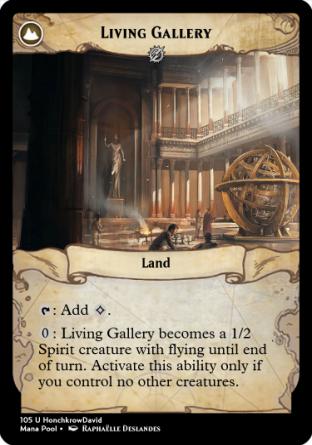 Living Gallery
Land
: Add .
0 : Living Gallery becomes a 1/2
Spirit creature with flying until end
of turn. Activate this ability only if
you control no other creatures.
105 U HonchkrowDavid
Mana Pool • Raphaëlle Deslandes